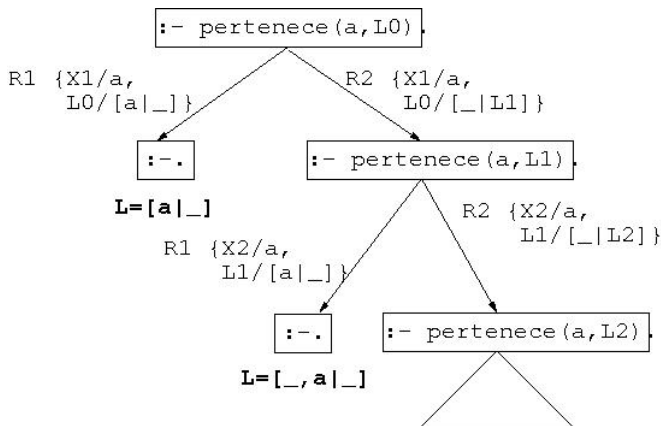 :- pertenece(a,L0).
R1 {X1/a,
L0/[a|_]}
R2 {X1/a,
L0/[_|L1]}
:-.
:- pertenece(a,L1).
L=[a|_]
R1 {X2/a,
L1/[a|_]}
R2 {X2/a,
L1/[_|L2]}
:-.
:- pertenece(a,L2).
L=[_,a|_]